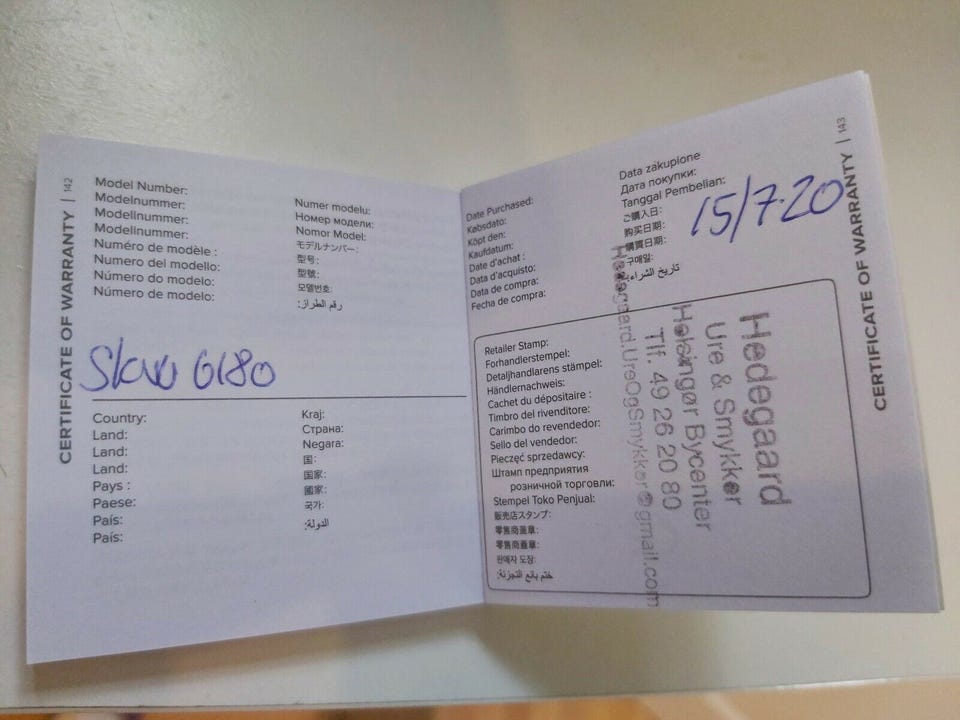 CERTIFICATE OF WARRANTY | 142
Model Number:
Modelnummer:
Modellnummer:
Modellnummer:
Numéro de modèle :
Numero del modello:
Número do modelo:
Número de modelo:
Numer modelu:
Номер модели:
Nomor Model:
モデルナンバー:
型号:
型號:
모델번호:
رقم الطراز:
6180
Country:
Land:
Land:
Land:
Pays :
Paese:
País:
País:
Kraj:
Страна:
Negara:
国:
国家:
國家:
국가:
الدولة:
Date Purchased:
Købsdato:
Köpt den:
Kaufdatum:
Date d'achat :
Data d'acquisto:
Data de compra:
Fecha de compra:
Data zakupione
Дата покупки:
Tanggal Pembelian:
ご購入日:
购买日期:
購買日期:
구매일:
تاريخ الشراء:
15/7-20
Retailer Stamp:
Forhandlerstempel:
Detaljhandlarens stämpel:
Händlernachweis:
Cachet du dépositaire :
Timbro del rivenditore:
Carimbo do revendedor:
Sello del vendedor:
Pieczęć sprzedawcy:
Штамп предприятия
розничной торговли:
Stempel Toko Penjual:
販売店スタンプ:
零售商蓋章:
판매자 도장:
ختم بائع التجزئة:
Hedegaard
Ure & Smykker
Helsingør Bycenter
Tlf. 49 26 20 80
Hedegaard.UreOgSmykker@gmail.com
CERTIFICATE OF WARRANTY | 143